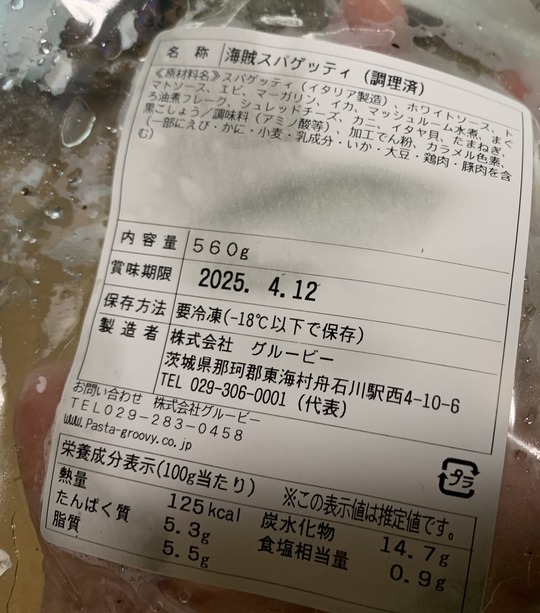 名 称 海賊スパゲッティ (調理済)
《原材料名》スパゲッティ(イタリア製造)、ホワイトソース、ト
マトソース、エビ、マーガリン、イカ、マッシュルーム水煮、まぐ
ろ油煮フレーク、シュレッドチーズ、カニ、イタヤ貝、たまねぎ、
黒こしょう/調味料(アミノ酸等)、加工でん粉、カラメル色素、
(一部にえび・かに・小麦・乳成分・いか・大豆・鶏肉・豚肉を含
む)
内容量 560g
賞味期限 2025. 4.12
保存方法 要冷凍(-18℃以下で保存)
製造者 株式会社 グルービー
茨城県那珂郡東海村舟石川駅西4-10-6
TEL 029-306-0001 (代表)
お問い合わせ 株式会社グルービー
TEL029-283-0458
www.Pasta-groovy.co.jp
プラ
栄養成分表示(100g当たり) ※この表示値は推定値です。
熱量 125kcal 炭水化物 14.7g
たんぱく質 5.3g 食塩相当量 0.9g
脂質 5.5g